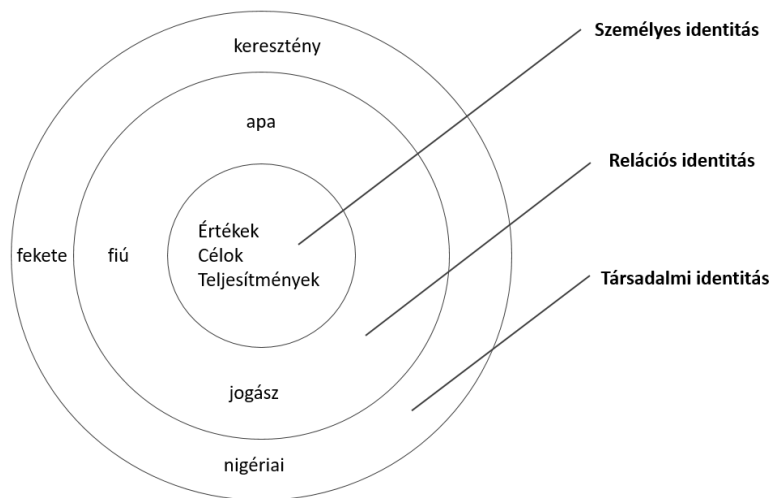 keresztény
Személyes identitás
apa
Relációs identitás
Értékek
Célok
Teljesítmények
fekete
fiú
Társadalmi identitás
jogász
nigériai